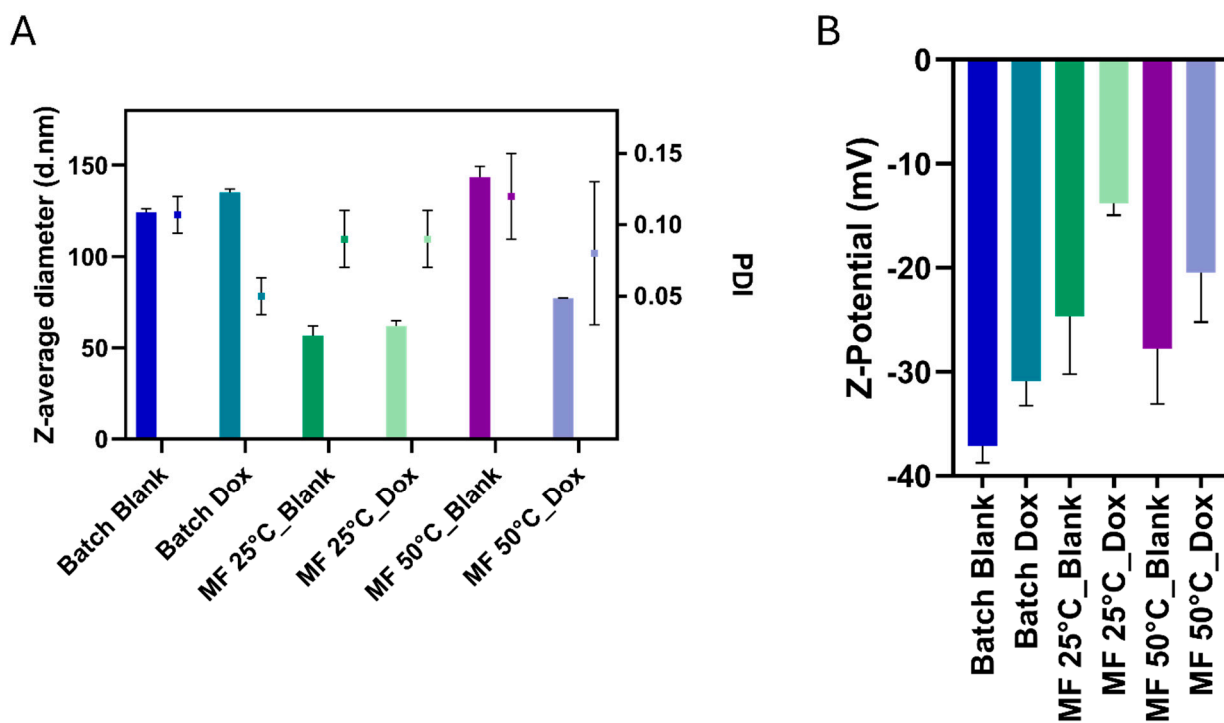 A
Z-average diameter (d.nm)
150
100
50
0
0.15
0.10
0.05
PDI
Batch Blank
Batch Dox
MF 25°C_Blank
MF 25°C_Dox
MF 50°C_Blank
MF 50°C_Dox
B
Z-Potential (mV)
0
-10
-20
-30
-40
Batch Blank
Batch Dox
MF 25°C_Blank
MF 25°C_Dox
MF 50°C_Blank
MF 50°C_Dox